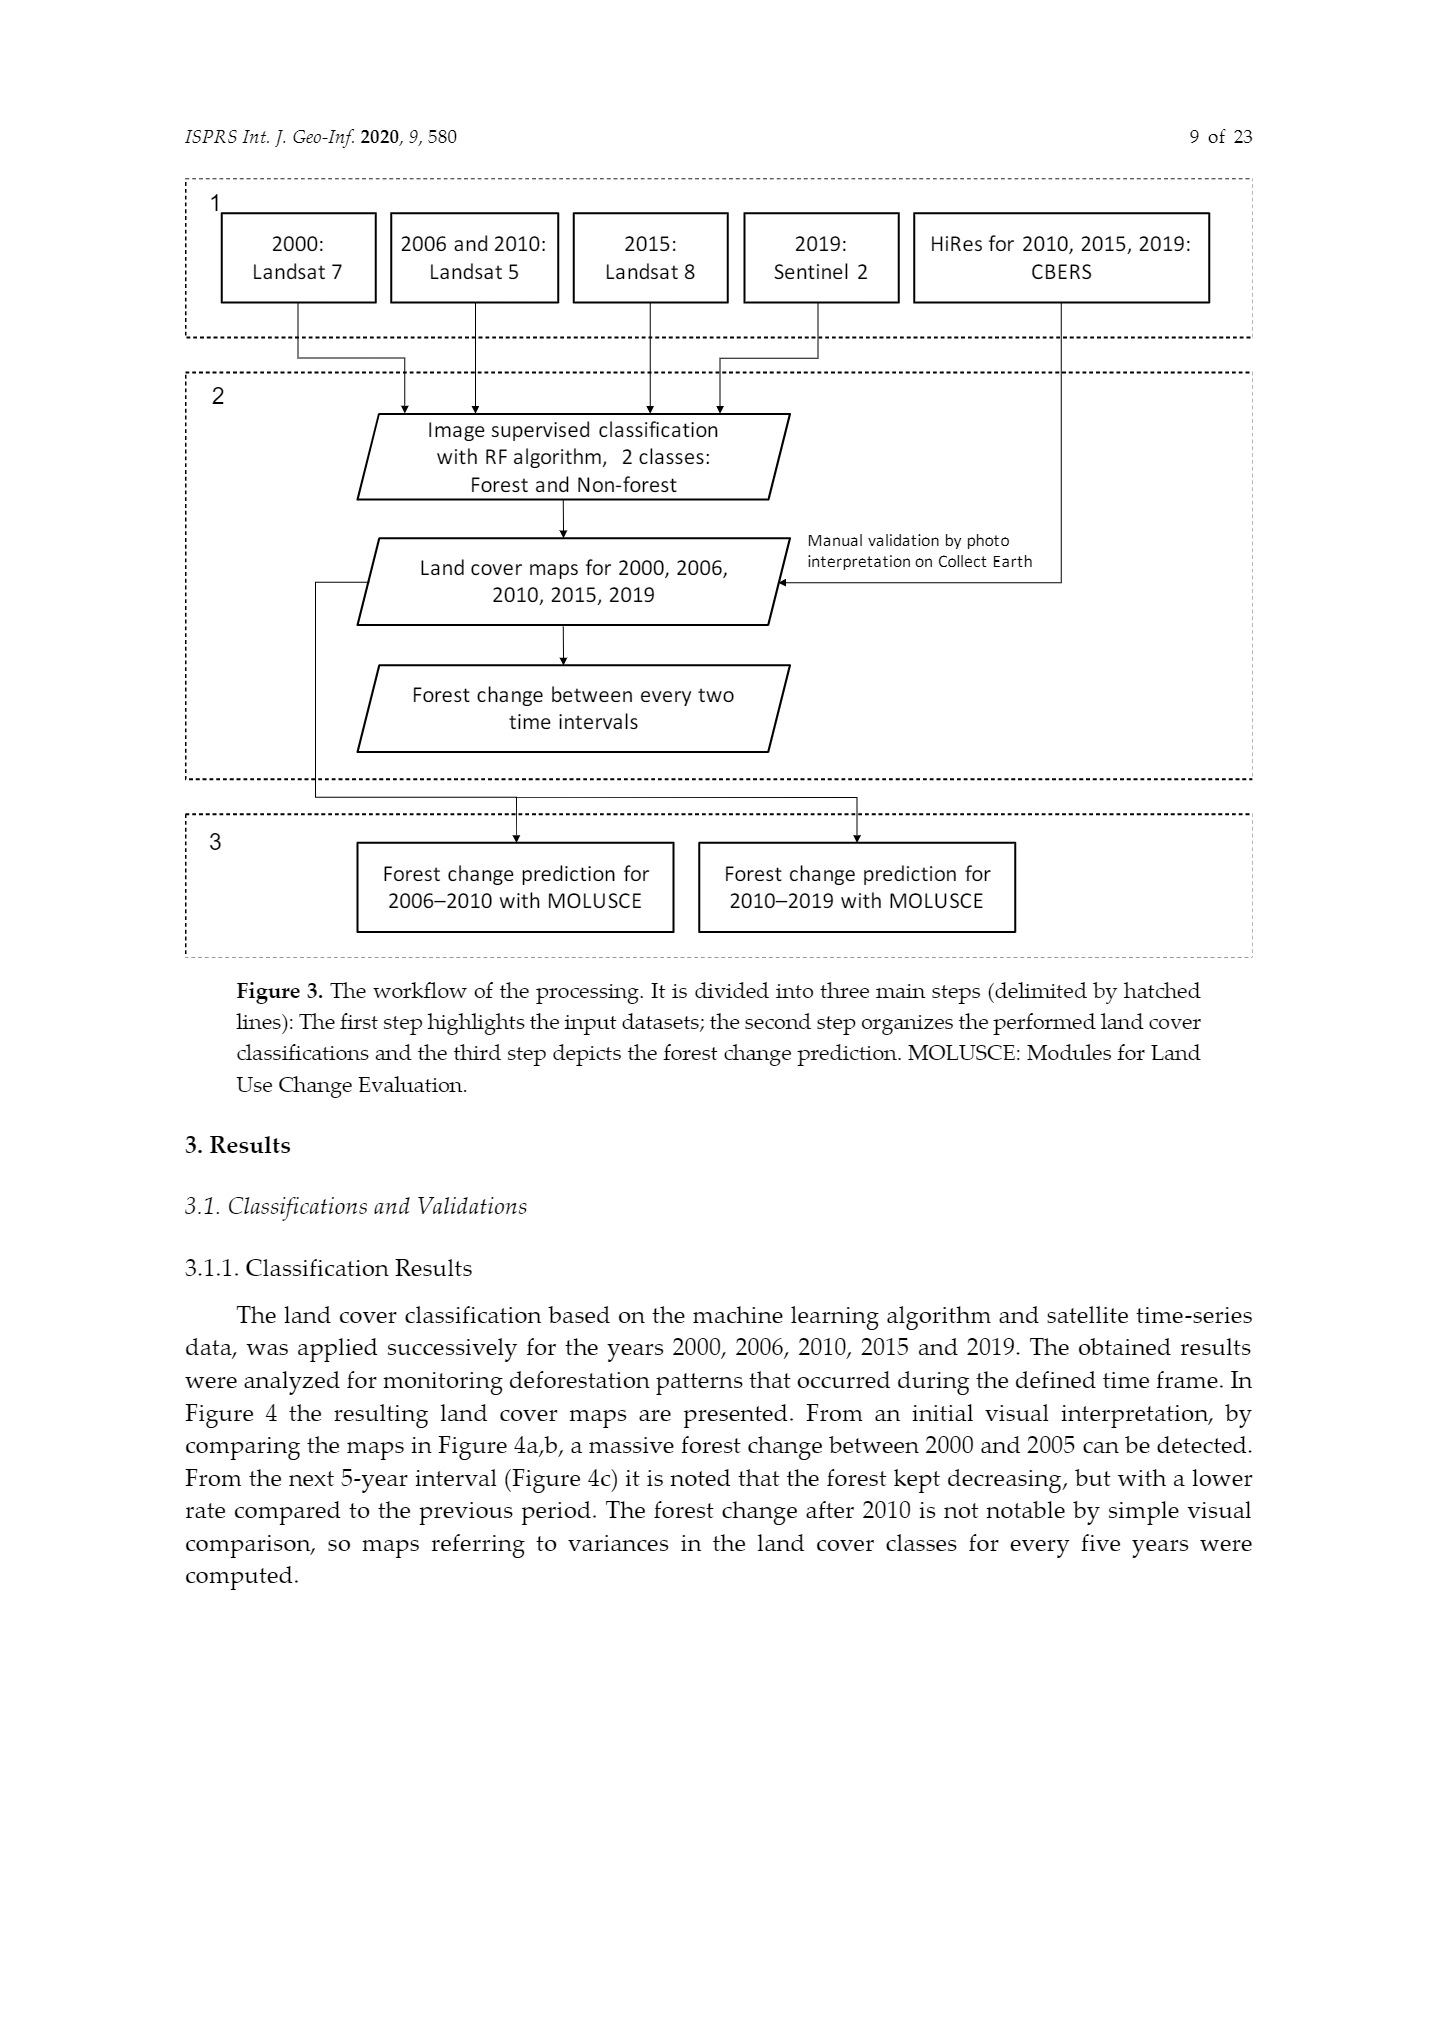 ISPRS Int. J. Geo-Inf. 2020, 9, 580
9 of 23
1
2000:
Landsat 7
2006 and 2010:
Landsat 5
2015:
Landsat 8
2019:
Sentinel 2
HiRes for 2010, 2015, 2019:
CBERS
2
Image supervised classification
with RF algorithm, 2 classes:
Forest and Non-forest
Manual validation by photo
interpretation on Collect Earth
Land cover maps for 2000, 2006,
2010, 2015, 2019
Forest change between every two
time intervals
3
Forest change prediction for
2006–2010 with MOLUSCE
Forest change prediction for
2010–2019 with MOLUSCE
Figure 3. The workflow of the processing. It is divided into three main steps (delimited by hatched
lines): The first step highlights the input datasets; the second step organizes the performed land cover
classifications and the third step depicts the forest change prediction. MOLUSCE: Modules for Land
Use Change Evaluation.
3. Results
3.1. Classifications and Validations
3.1.1. Classification Results
The land cover classification based on the machine learning algorithm and satellite time-series
data, was applied successively for the years 2000, 2006, 2010, 2015 and 2019. The obtained results
were analyzed for monitoring deforestation patterns that occurred during the defined time frame. In
Figure 4 the resulting land cover maps are presented. From an initial visual interpretation, by
comparing the maps in Figure 4a,b, a massive forest change between 2000 and 2005 can be detected.
From the next 5-year interval (Figure 4c) it is noted that the forest kept decreasing, but with a lower
rate compared to the previous period. The forest change after 2010 is not notable by simple visual
comparison, so maps referring to variances in the land cover classes for every five years were
computed.